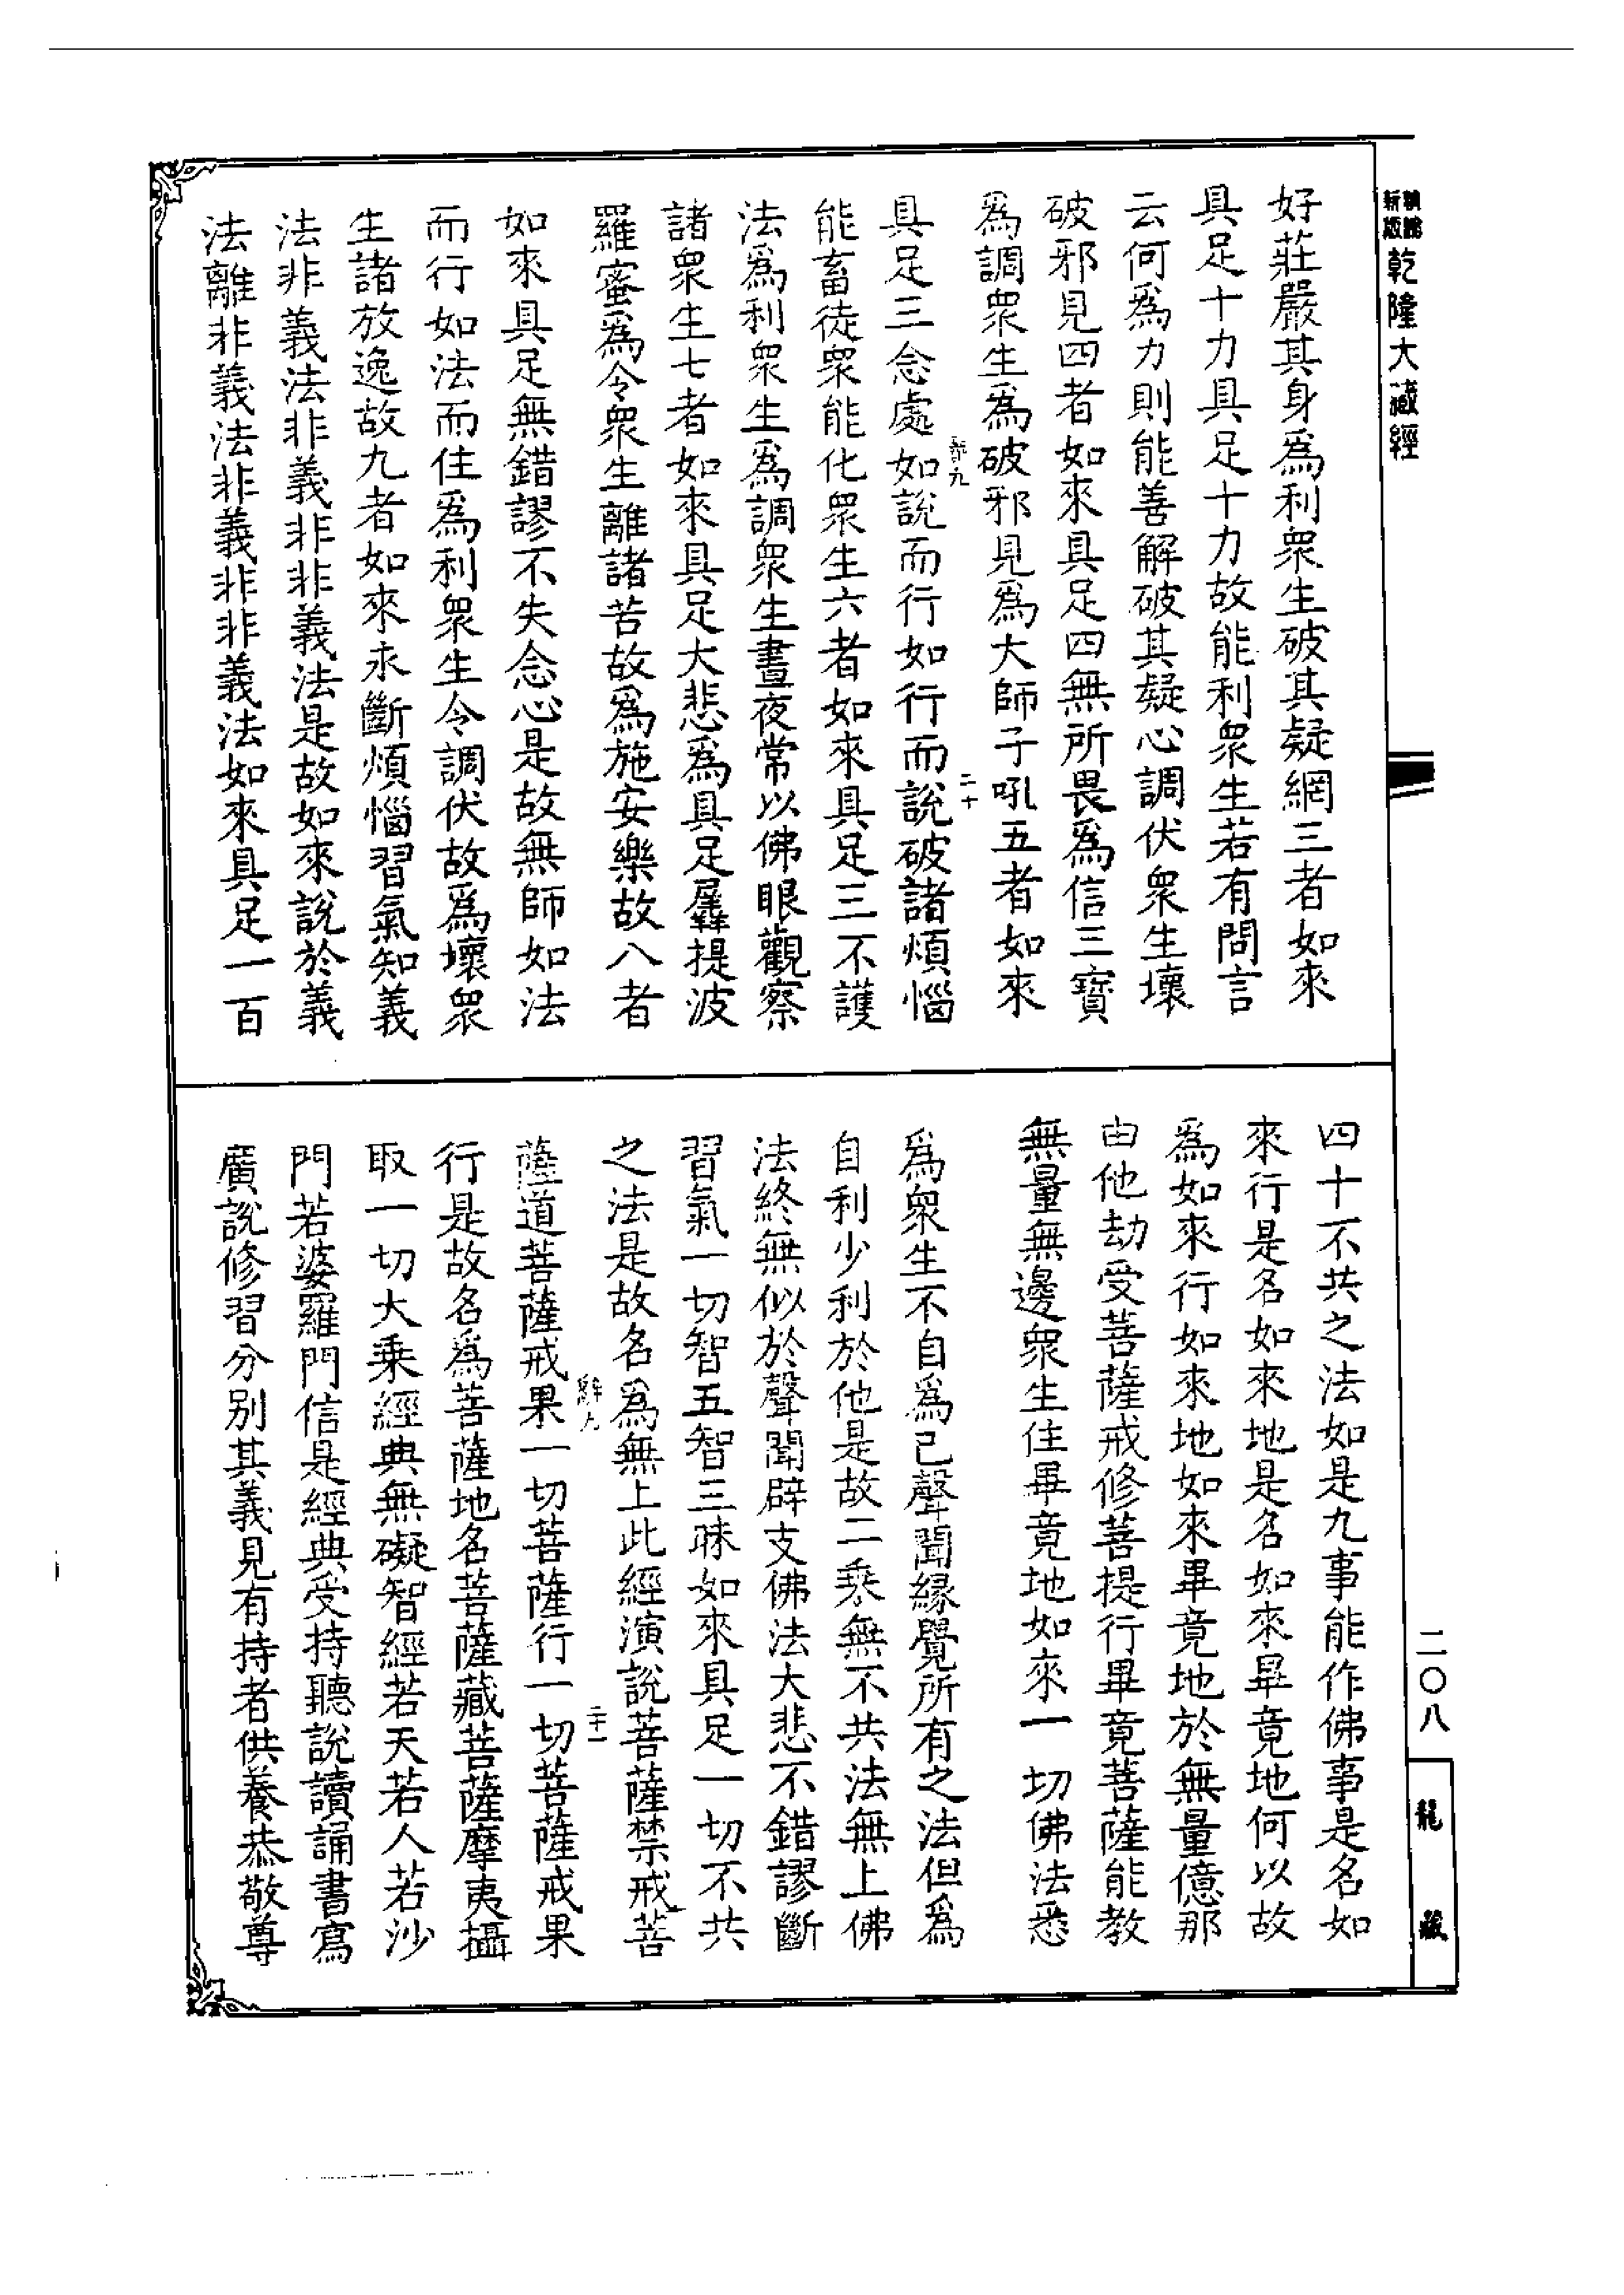 新版
乾隆大藏經
好莊嚴其身爲利眾生破其疑網三者如來
具足十力具足十力故能利眾生若有問言
云何爲力則能善解破其疑心調伏眾生壞
破邪見四者如來具足四無所畏爲信三寶
爲調眾生爲破邪見爲大師子吼五者如來
二十
具足三念處如說而行如行而說破諸煩惱
能畜徒眾能化眾生六者如來具足三不護
法爲利眾生爲調眾生晝夜常以佛眼觀察
諸眾生七者如來具足大悲爲具足羼提波
羅蜜爲令眾生離諸苦故爲施安樂故八者
如來具足無錯謬不失念心是故無師如法
而行如法而住爲利眾生令調伏故爲壞眾
生諸放逸故九者如來永斷煩惱習氣知義
法非義法非義非非義法是故如來說於義
法離非義法非義非非義法如來具足一百
四十不共之法如是九事能作佛事是名如
來行是名如來地是名如來畢竟地何以故
爲如來行如來地如來畢竟地於無量億那
由他劫受菩薩戒修菩提行畢竟菩薩能教
無量無邊眾生住畢竟地如來一切佛法悉
爲眾生不自爲已聲聞緣覺所有之法但爲
自利少利於他是故二乘無不共法無上佛
法終無似於聲聞辟支佛法大悲不錯謬斷
習氣一切智五智三昧如來具足一切不共
之法是故名爲無上此經演說菩薩禁戒菩
二十一
薩道菩薩戒果一切菩薩行一切菩薩戒果
行是故名爲菩薩地名菩薩藏菩薩摩夷攝
取一切大乘經典無礙智經若天若人若沙
門若婆羅門信是經典受持聽說讀誦書寫
廣說修習分別其義見有持者供養恭敬尊
二〇八
龍藏